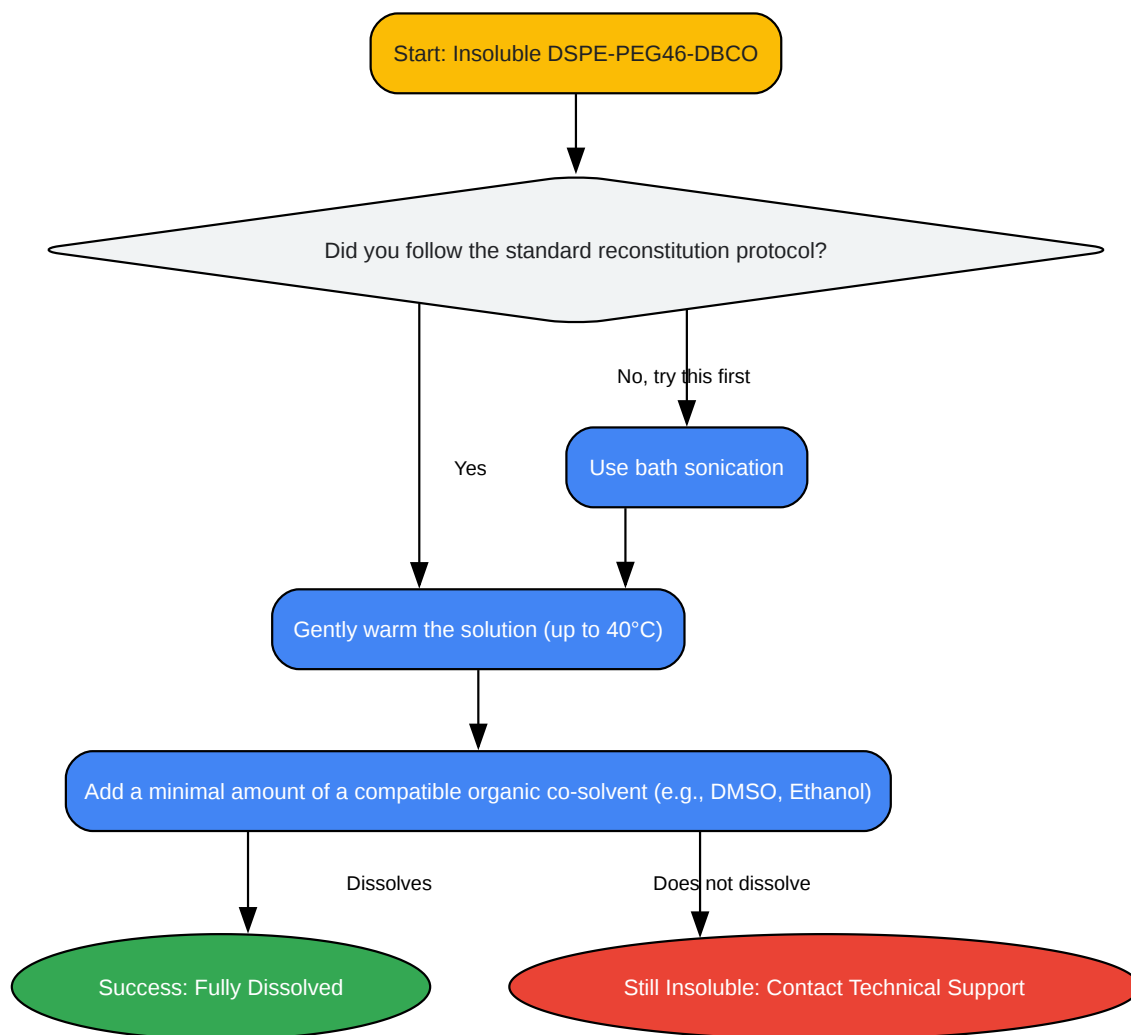 Start: Insoluble DSPE-PEG46-DBCO
Did you follow the standard reconstitution protocol?
No, try this first
Yes
Use bath sonication
Gently warm the solution (up to 40°C)
Add a minimal amount of a compatible organic co-solvent (e.g., DMSO, Ethanol)
Dissolves
Does not dissolve
Success: Fully Dissolved
Still Insoluble: Contact Technical Support